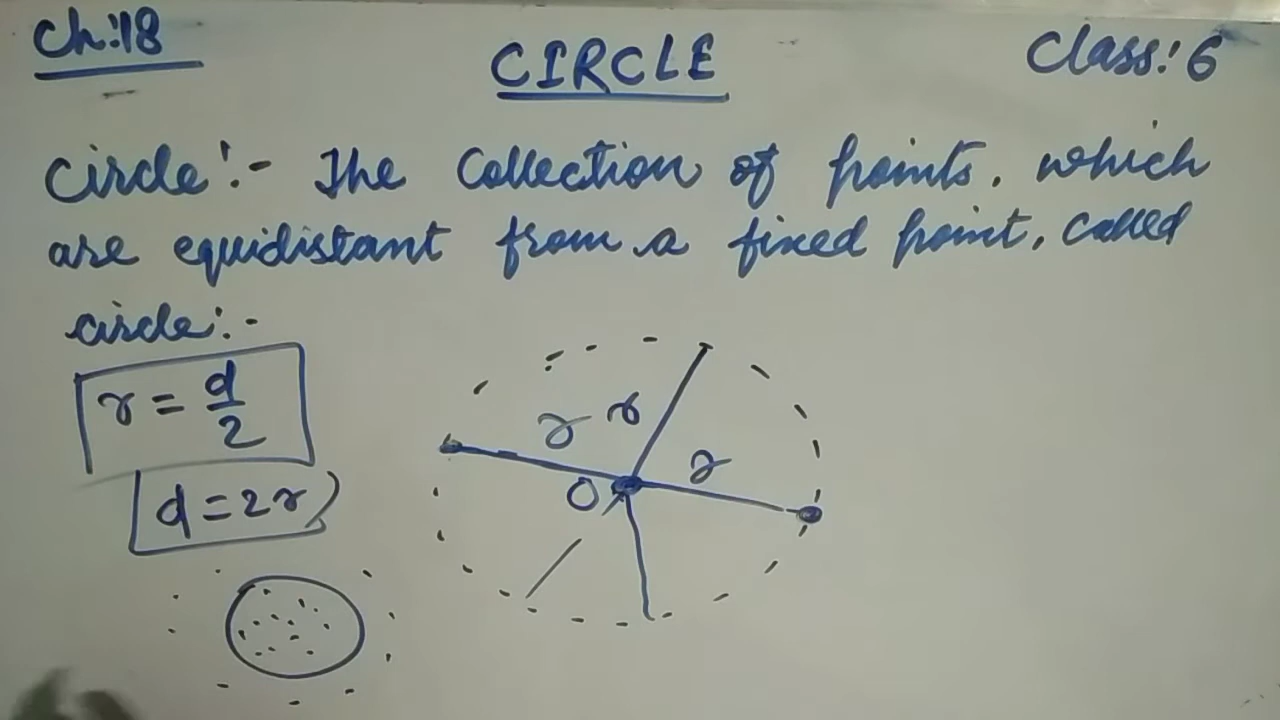 Ch:18
CIRCLE
Class: 6
Circle:- The Collection of points, which
are equidistant from a fixed point, called
circle:-
r = d/2
d = 2r
r r
r
O